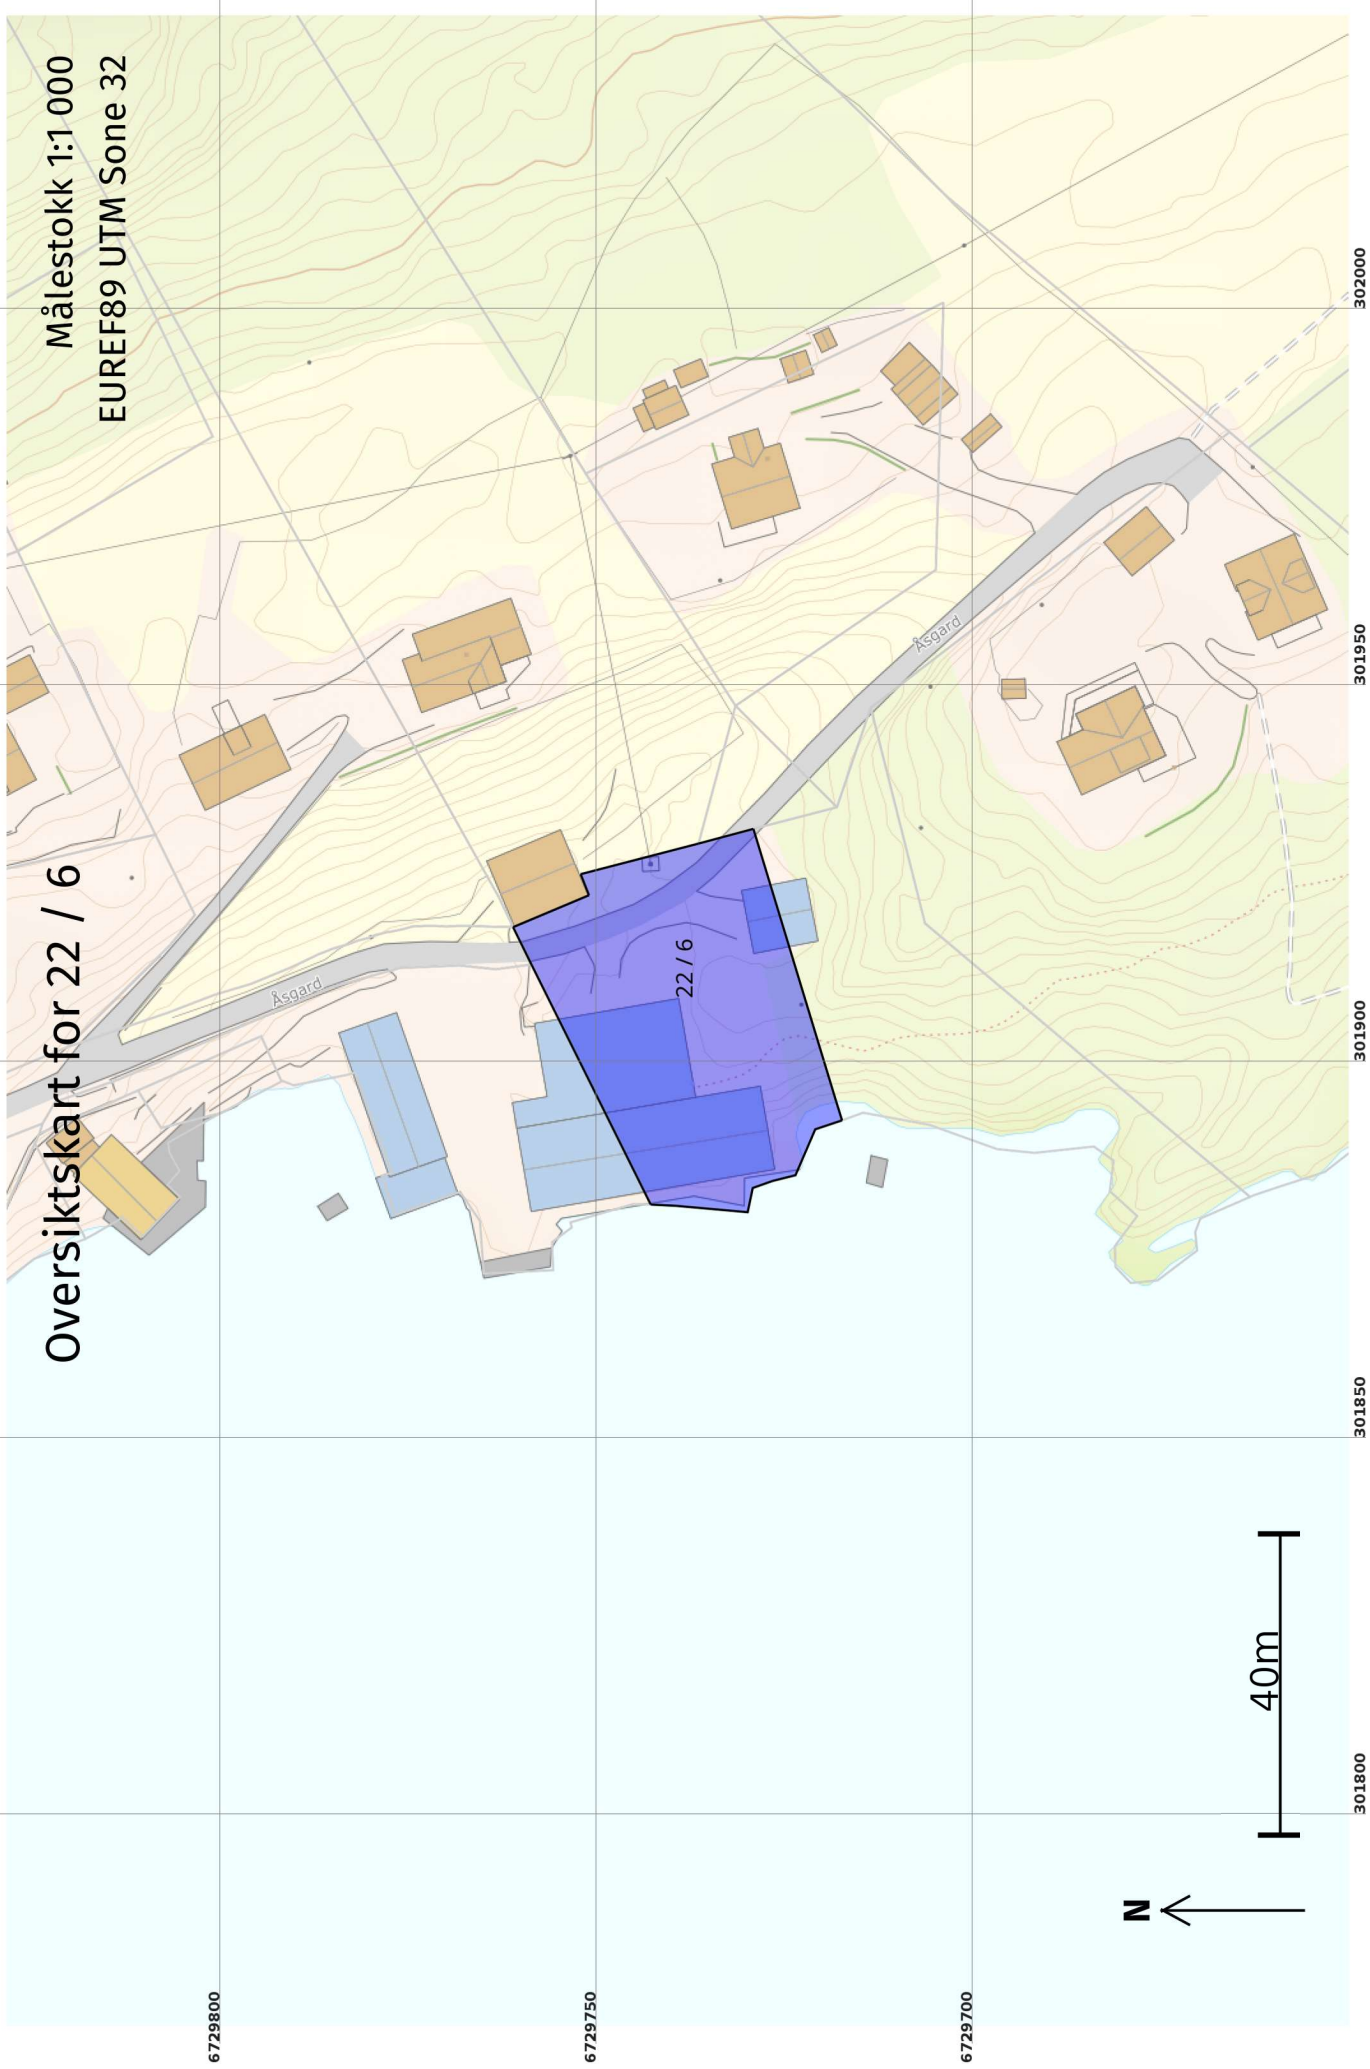 Oversiktskart for 22 / 6
Målestokk 1:1 000
EUREF89 UTM Sone 32
Åsgard
Åsgard
22 / 6
6729800
6729750
6729700
N
40m
301800
301850
301900
301950
302000